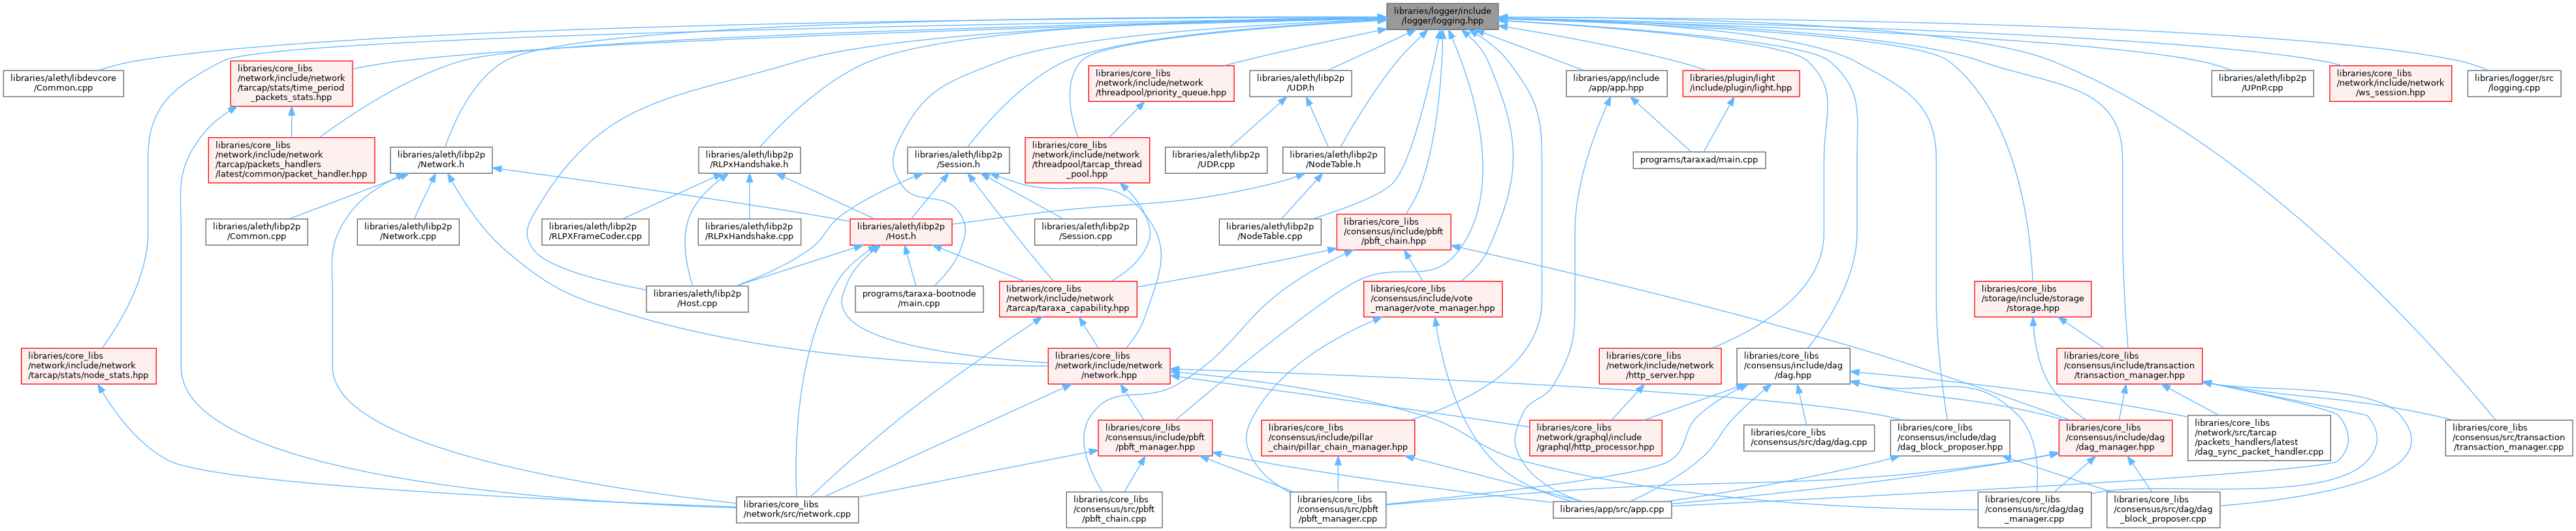 libraries/logger/include
/logger/logging.hpp
libraries/aleth/libdevcore
/Common.cpp
libraries/core_libs
/network/include/network
/tarcap/stats/time_period
_packets_stats.hpp
libraries/core_libs
/network/include/network
/threadpool/priority_queue.hpp
libraries/aleth/libp2p
/UDP.h
libraries/app/include
/app/app.hpp
libraries/plugin/light
/include/plugin/light.hpp
libraries/aleth/libp2p
/UPnP.cpp
libraries/core_libs
/network/include/network
/ws_session.hpp
libraries/logger/src
/logging.cpp
libraries/core_libs
/network/include/network
/tarcap/packets_handlers
/latest/common/packet_handler.hpp
libraries/aleth/libp2p
/Network.h
libraries/aleth/libp2p
/RLPxHandshake.h
libraries/aleth/libp2p
/Session.h
libraries/core_libs
/network/include/network
/threadpool/tarcap_thread
_pool.hpp
libraries/aleth/libp2p
/UDP.cpp
libraries/aleth/libp2p
/NodeTable.h
programs/taraxad/main.cpp
libraries/aleth/libp2p
/Common.cpp
libraries/aleth/libp2p
/Network.cpp
libraries/aleth/libp2p
/RLPXFrameCoder.cpp
libraries/aleth/libp2p
/RLPxHandshake.cpp
libraries/aleth/libp2p
/Host.h
libraries/aleth/libp2p
/Session.cpp
libraries/aleth/libp2p
/NodeTable.cpp
libraries/core_libs
/consensus/include/pbft
/pbft_chain.hpp
libraries/aleth/libp2p
/Host.cpp
programs/taraxa-bootnode
/main.cpp
libraries/core_libs
/network/include/network
/tarcap/taraxa_capability.hpp
libraries/core_libs
/consensus/include/vote
_manager/vote_manager.hpp
libraries/core_libs
/storage/include/storage
/storage.hpp
libraries/core_libs
/network/include/network
/tarcap/stats/node_stats.hpp
libraries/core_libs
/network/include/network
/network.hpp
libraries/core_libs
/network/include/network
/http_server.hpp
libraries/core_libs
/consensus/include/dag
/dag.hpp
libraries/core_libs
/consensus/include/transaction
/transaction_manager.hpp
libraries/core_libs
/consensus/include/pbft
/pbft_manager.hpp
libraries/core_libs
/consensus/include/pillar
_chain/pillar_chain_manager.hpp
libraries/core_libs
/network/graphql/include
/graphql/http_processor.hpp
libraries/core_libs
/consensus/src/dag/dag.cpp
libraries/core_libs
/consensus/include/dag
/dag_block_proposer.hpp
libraries/core_libs
/consensus/include/dag
/dag_manager.hpp
libraries/core_libs
/network/src/tarcap
/packets_handlers/latest
/dag_sync_packet_handler.cpp
libraries/core_libs
/consensus/src/transaction
/transaction_manager.cpp
libraries/core_libs
/network/src/network.cpp
libraries/core_libs
/consensus/src/pbft
/pbft_chain.cpp
libraries/core_libs
/consensus/src/pbft
/pbft_manager.cpp
libraries/app/src/app.cpp
libraries/core_libs
/consensus/src/dag/dag
_manager.cpp
libraries/core_libs
/consensus/src/dag/dag
_block_proposer.cpp